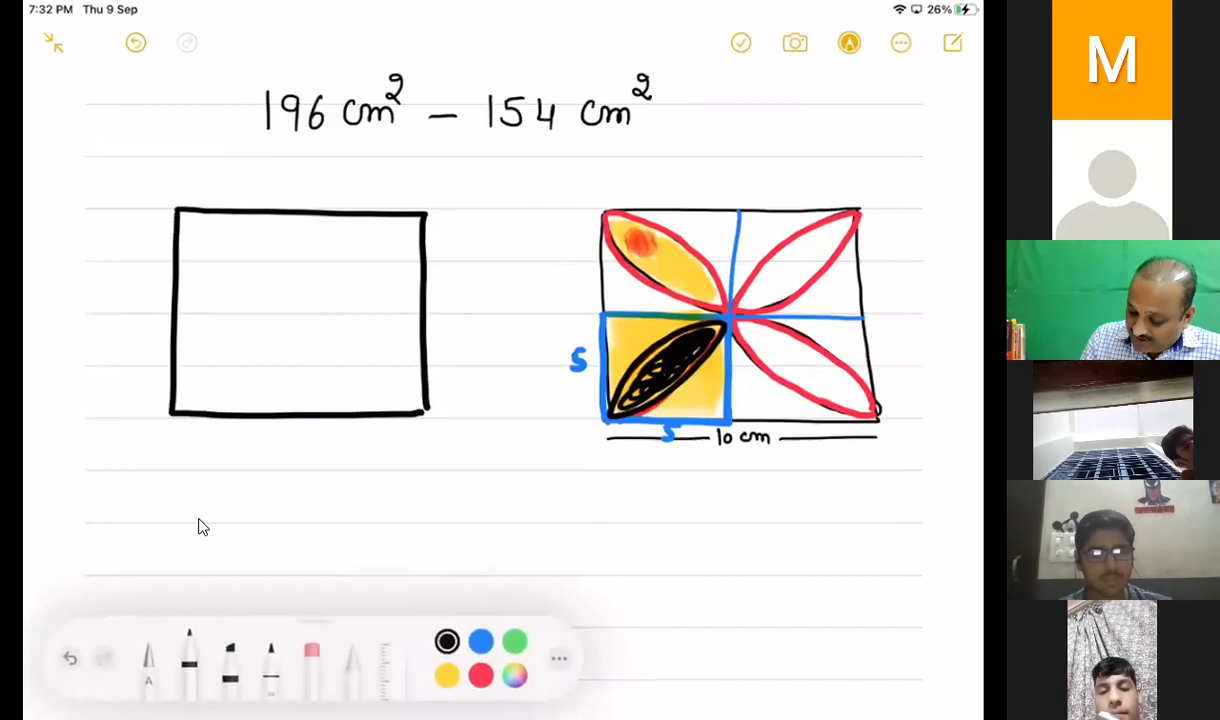 7:32 PM Thu 9 Sep
26%
196 cm² − 154 cm²
5
5
10 cm
A
M